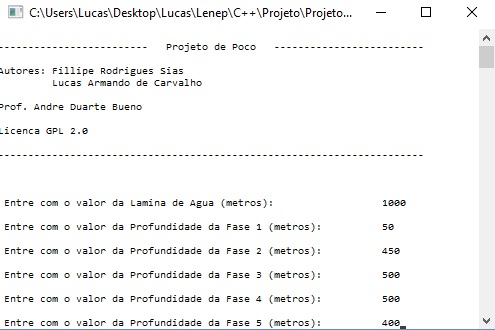 C:\Users\Lucas\Desktop\Lucas\Lenep\C++\Projeto\Projeto...
------------------------- Projeto de Poco -------------------------
Autores: Fillipe Rodrigues Sias
Lucas Armando de Carvalho
Prof. Andre Duarte Bueno
Licenca GPL 2.0
-----------------------------------------------------------------------
Entre com o valor da Lamina de Agua (metros): 1000
Entre com o valor da Profundidade da Fase 1 (metros): 50
Entre com o valor da Profundidade da Fase 2 (metros): 450
Entre com o valor da Profundidade da Fase 3 (metros): 500
Entre com o valor da Profundidade da Fase 4 (metros): 500
Entre com o valor da Profundidade da Fase 5 (metros): 400